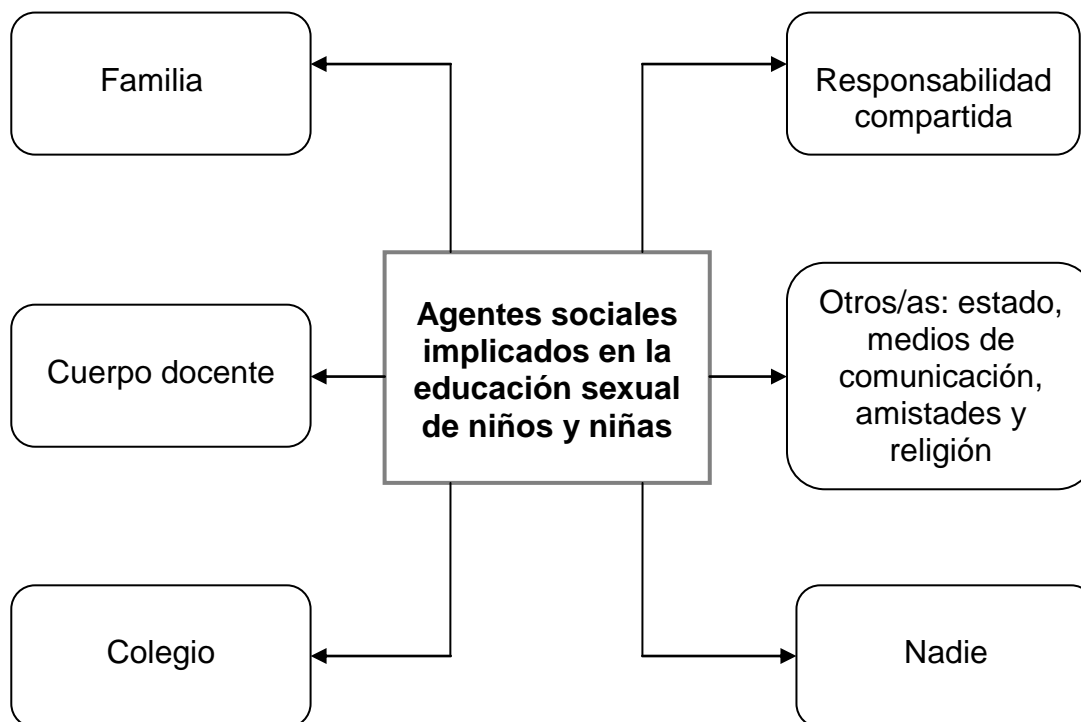 Familia
Responsabilidad
compartida
Agentes sociales
implicados en la
educación sexual
de niños y niñas
Cuerpo docente
Otros/as: estado,
medios de
comunicación,
amistades y
religión
Colegio
Nadie